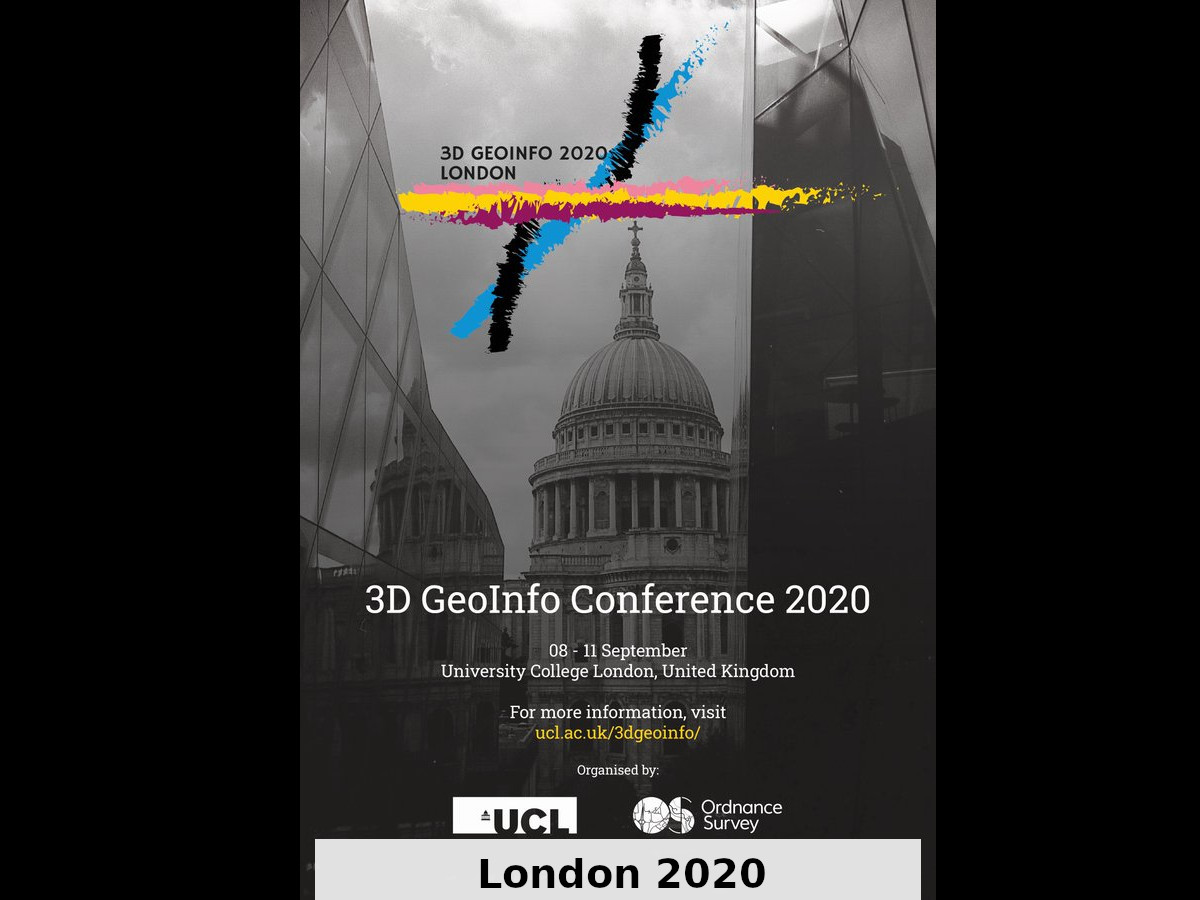 3D GEOINFO 2020
LONDON
3D GeoInfo Conference 2020
08 - 11 September
University College London, United Kingdom
For more information, visit
ucl.ac.uk/3dgeoinfo/
Organised by:
UCL
Ordnance
Survey
London 2020